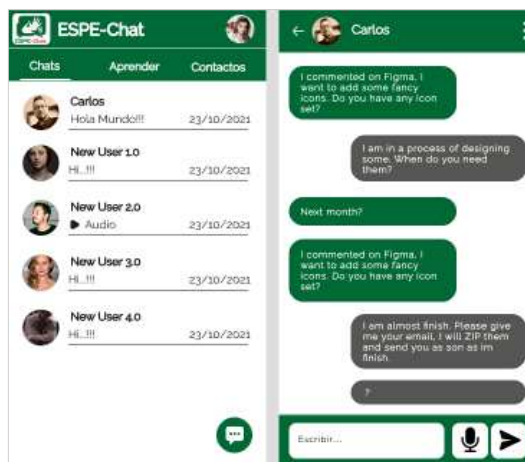 ESPE-Chat
ESPE-Chat
Chats Aprender Contactos
Carlos
Hola Mundo!!! 23/10/2021
New User 1.0
Hi...!!! 23/10/2021
New User 2.0
Audio 23/10/2021
New User 3.0
Hi...!!! 23/10/2021
New User 4.0
Hi...!!! 23/10/2021
Carlos
I commented on Figma, I
want to add some fancy
icons. Do you have any icon
set?
I am in a process of designing
some. When do you need
them?
Next month?
I commented on Figma, I
want to add some fancy
icons. Do you have any icon
set?
I am almost finish. Please give
me your email, I will ZIP them
and send you as son as im
finish.
?
Escribir...